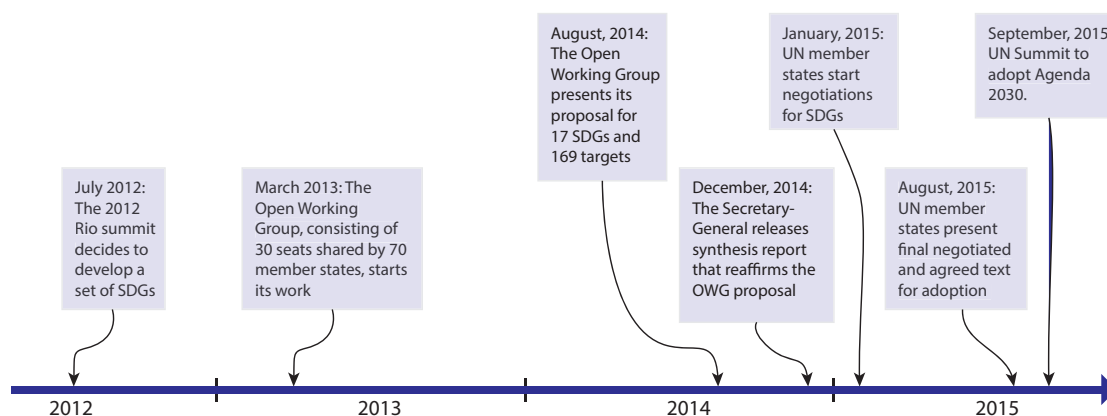 July 2012:
The 2012
Rio summit
decides to
develop a
set of SDGs
March 2013: The
Open Working
Group, consisting of
30 seats shared by 70
member states, starts
its work
August, 2014:
The Open
Working Group
presents its
proposal for
17 SDGs and
169 targets
December, 2014:
The Secretary-
General releases
synthesis report
that reaffirms the
OWG proposal
January, 2015:
UN member
states start
negotiations
for SDGs
August, 2015:
UN member
states present
final negotiated
and agreed text
for adoption
September, 2015
UN Summit to
adopt Agenda
2030.
2012
2013
2014
2015